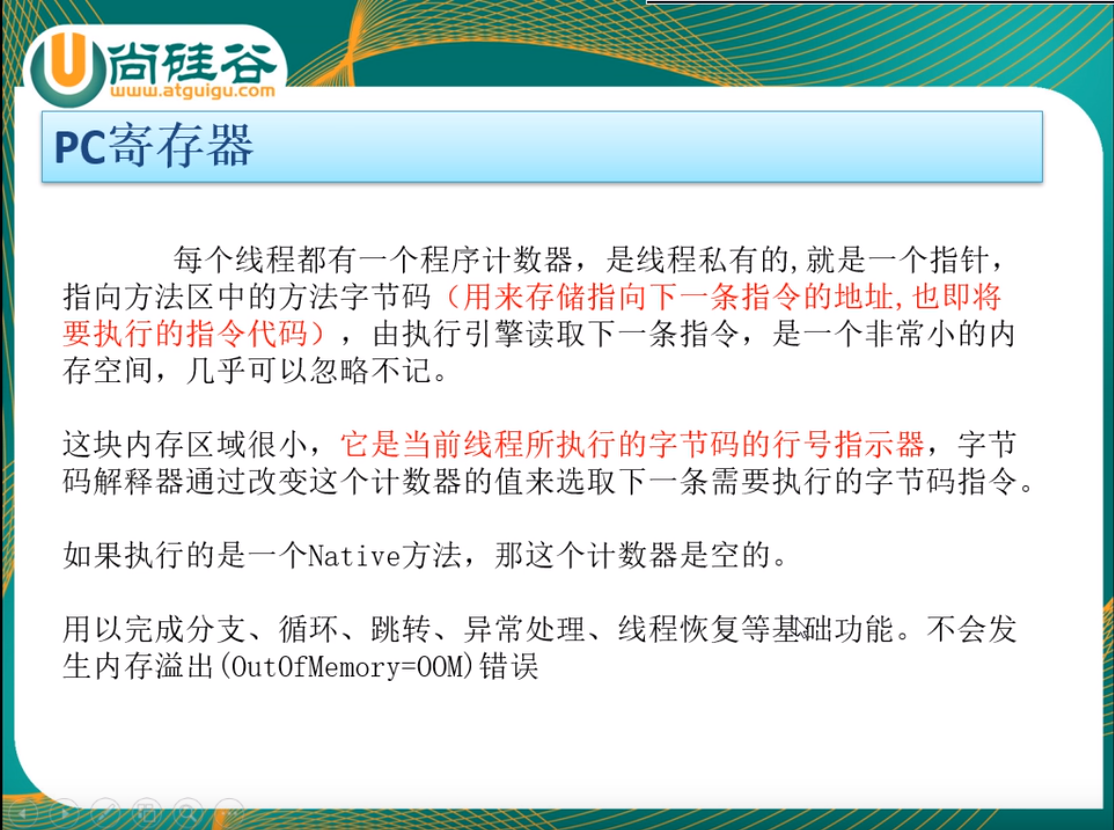 尚硅谷
www.atguigu.com
PC寄存器
每个线程都有一个程序计数器，是线程私有的,就是一个指针，
指向方法区中的方法字节码（用来存储指向下一条指令的地址,也即将
要执行的指令代码），由执行引擎读取下一条指令，是一个非常小的内
存空间，几乎可以忽略不记。
这块内存区域很小，它是当前线程所执行的字节码的行号指示器，字节
码解释器通过改变这个计数器的值来选取下一条需要执行的字节码指令。
如果执行的是一个Native方法，那这个计数器是空的。
用以完成分支、循环、跳转、异常处理、线程恢复等基础功能。不会发
生内存溢出(OutOfMemory=OOM)错误